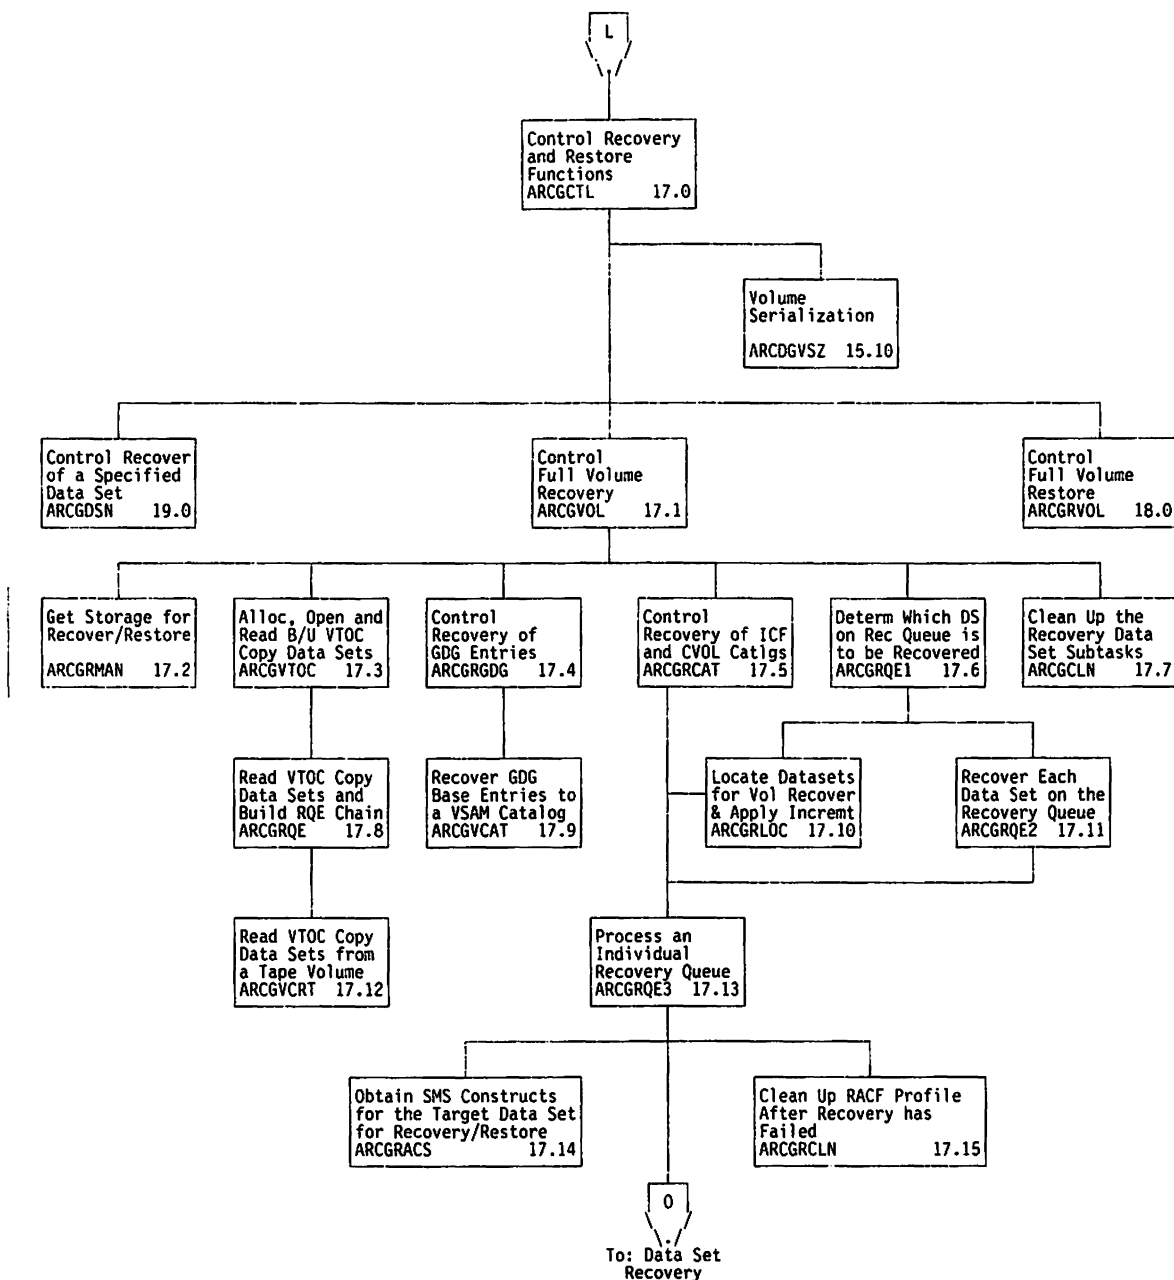 L
Control Recovery
and Restore
Functions
ARCGCTL 17.0
Volume
Serialization
ARCDGVSZ 15.10
Control Recover
of a Specified
Data Set
ARCGDSN 19.0
Control
Full Volume
Recovery
ARCGVOL 17.1
Control
Full Volume
Restore
ARCGRVOL 18.0
Get Storage for
Recover/Restore
ARCGRMAN 17.2
Alloc, Open and
Read B/U VTOC
Copy Data Sets
ARCGVTOC 17.3
Control
Recovery of
GDG Entries
ARCGRGDG 17.4
Control
Recovery of ICF
and CVOL Catlgs
ARCGRCAT 17.5
Determ Which DS
on Rec Queue is
to be Recovered
ARCGRQE1 17.6
Clean Up the
Recovery Data
Set Subtasks
ARCGCLN 17.7
Read VTOC Copy
Data Sets and
Build RQE Chain
ARCGRQE 17.8
Recover GDG
Base Entries to
a VSAM Catalog
ARCGVCAT 17.9
Locate Datasets
for Vol Recover
& Apply Incremt
ARCGRLOC 17.10
Recover Each
Data Set on the
Recovery Queue
ARCGRQE2 17.11
Read VTOC Copy
Data Sets from
a Tape Volume
ARCGVCRT 17.12
Process an
Individual
Recovery Queue
ARCGRQE3 17.13
Obtain SMS Constructs
for the Target Data Set
for Recovery/Restore
ARCGRACS 17.14
Clean Up RACF Profile
After Recovery has
Failed
ARCGRCLN 17.15
O
To: Data Set
Recovery